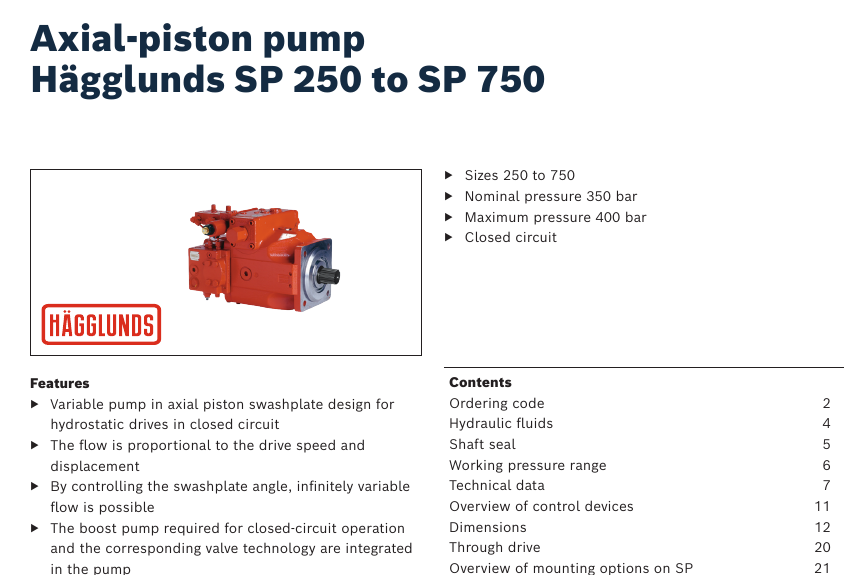 Axial-piston pump
Hägglunds SP 250 to SP 750
▶ Sizes 250 to 750
▶ Nominal pressure 350 bar
▶ Maximum pressure 400 bar
▶ Closed circuit
HÄGGLUNDS
Features
▶ Variable pump in axial piston swashplate design for
hydrostatic drives in closed circuit
▶ The flow is proportional to the drive speed and
displacement
▶ By controlling the swashplate angle, infinitely variable
flow is possible
▶ The boost pump required for closed-circuit operation
and the corresponding valve technology are integrated
in the pump
Contents
Ordering code 2
Hydraulic fluids 4
Shaft seal 5
Working pressure range 6
Technical data 7
Overview of control devices 11
Dimensions 12
Through drive 20
Overview of mounting options on SP 21